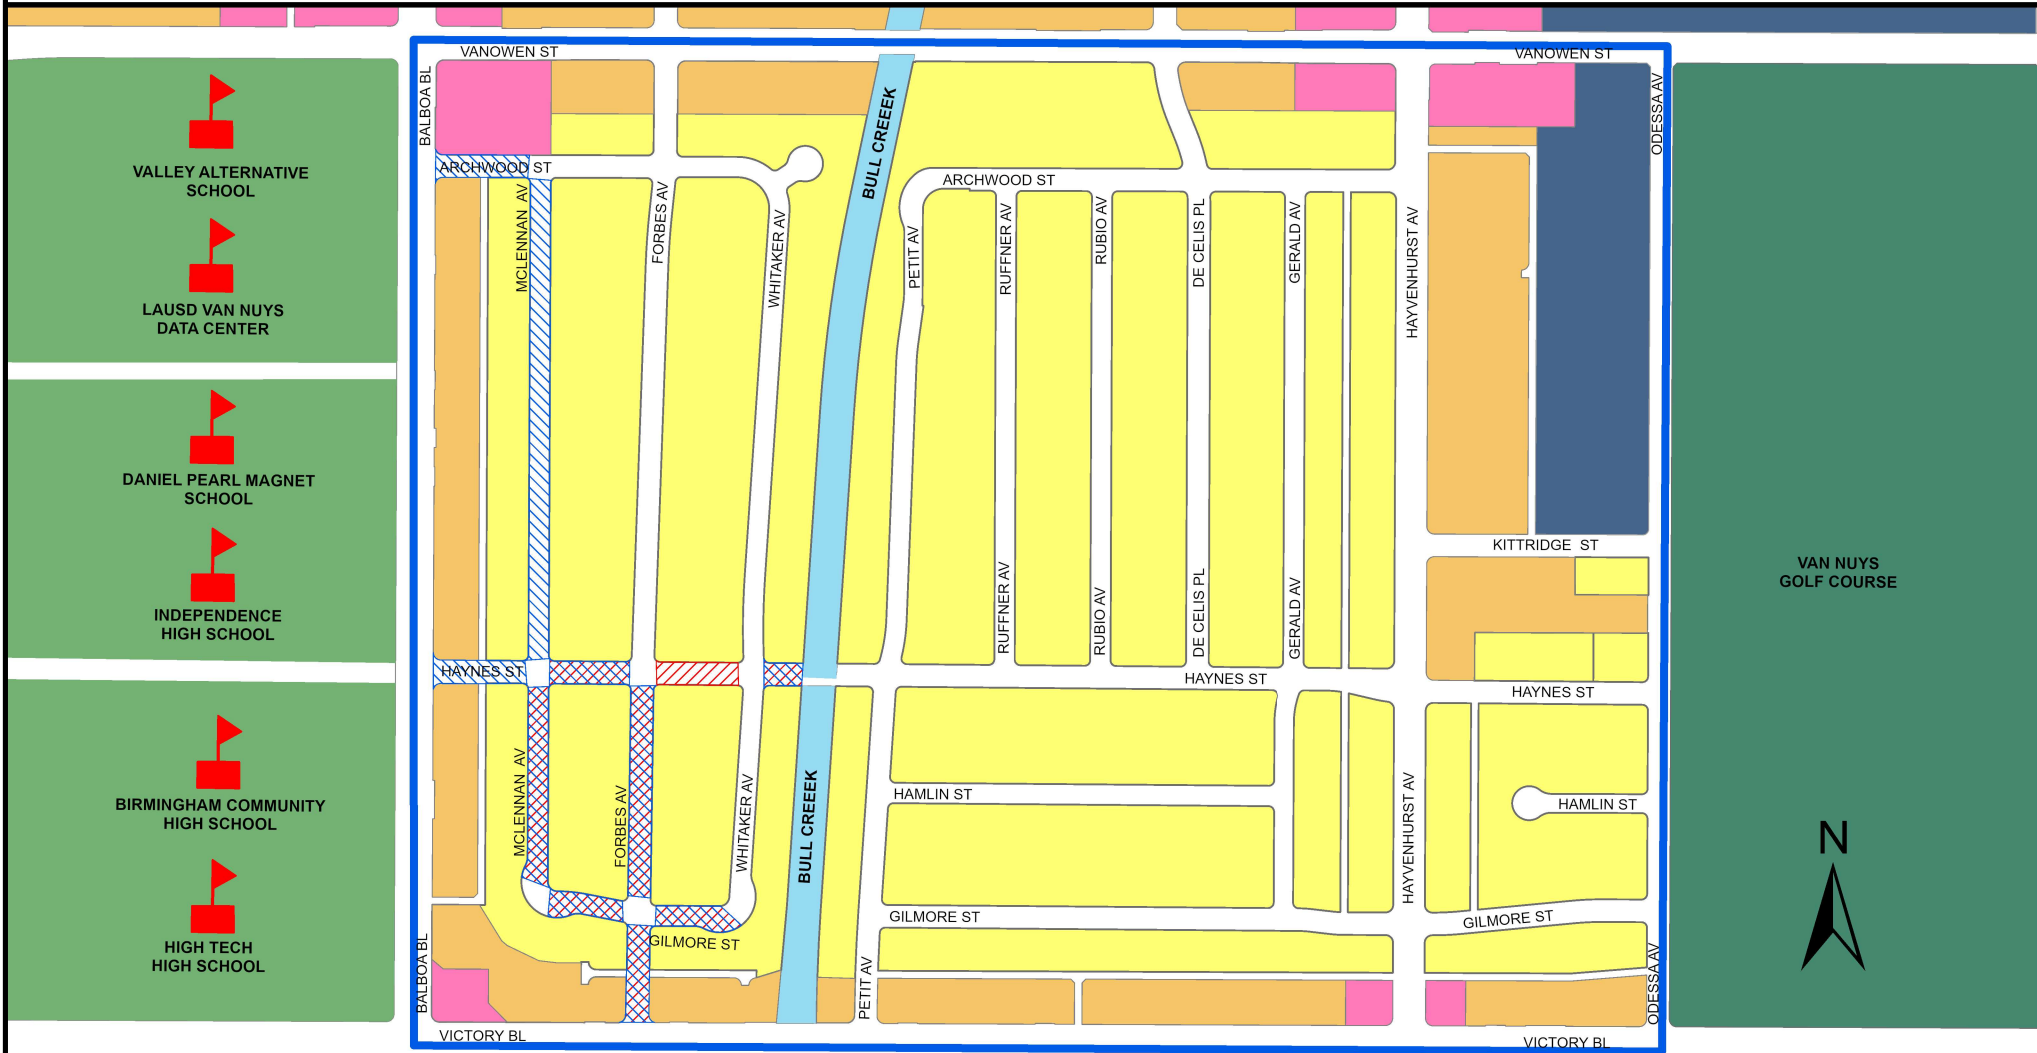 VANOWEN ST
VANOWEN ST
BALBOA BL
ODESSA AV
VALLEY ALTERNATIVE
SCHOOL
ARCHWOOD ST
ARCHWOOD ST
BULL CREEEK
MCLENNAN AV
FORBES AV
WHITAKER AV
PETIT AV
RUFFNER AV
RUBIO AV
DE CELIS PL
GERALD AV
HAYVENHURST AV
LAUSD VAN NUYS
DATA CENTER
DANIEL PEARL MAGNET
SCHOOL
KITTRIDGE ST
VAN NUYS
GOLF COURSE
INDEPENDENCE
HIGH SCHOOL
RUFFNER AV
RUBIO AV
DE CELIS PL
GERALD AV
HAYNES ST
HAYNES ST
HAYNES ST
BIRMINGHAM COMMUNITY
HIGH SCHOOL
MCLENNAN AV
FORBES AV
WHITAKER AV
BULL CREEEK
HAMLIN ST
HAYVENHURST AV
HAMLIN ST
N
HIGH TECH
HIGH SCHOOL
GILMORE ST
GILMORE ST
GILMORE ST
BALBOA BL
PETIT AV
ODESSA AV
VICTORY BL
VICTORY BL